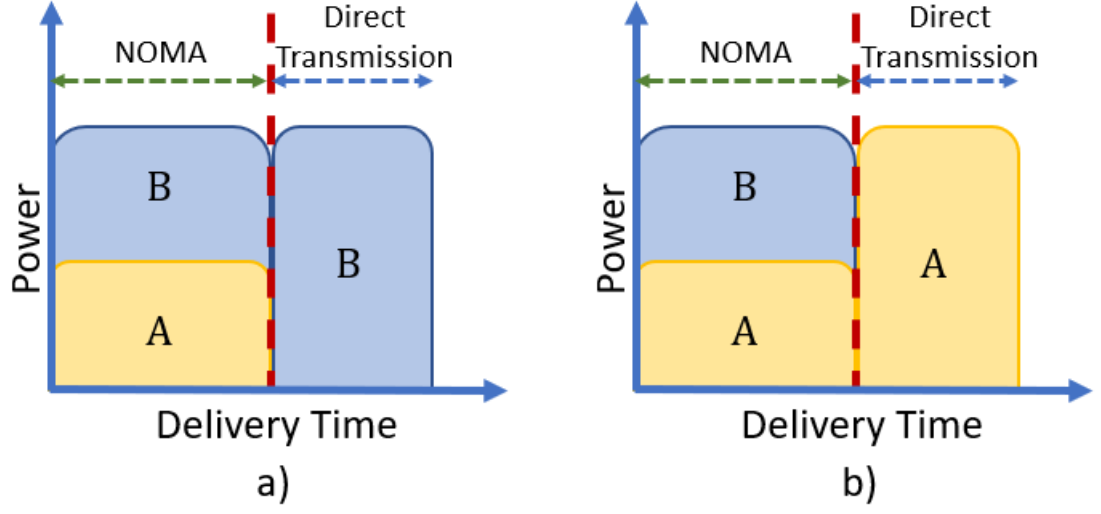 Direct
NOMA
Transmission
B
B
A
Power
Delivery Time
a)
Direct
NOMA
Transmission
B
A
A
Power
Delivery Time
b)